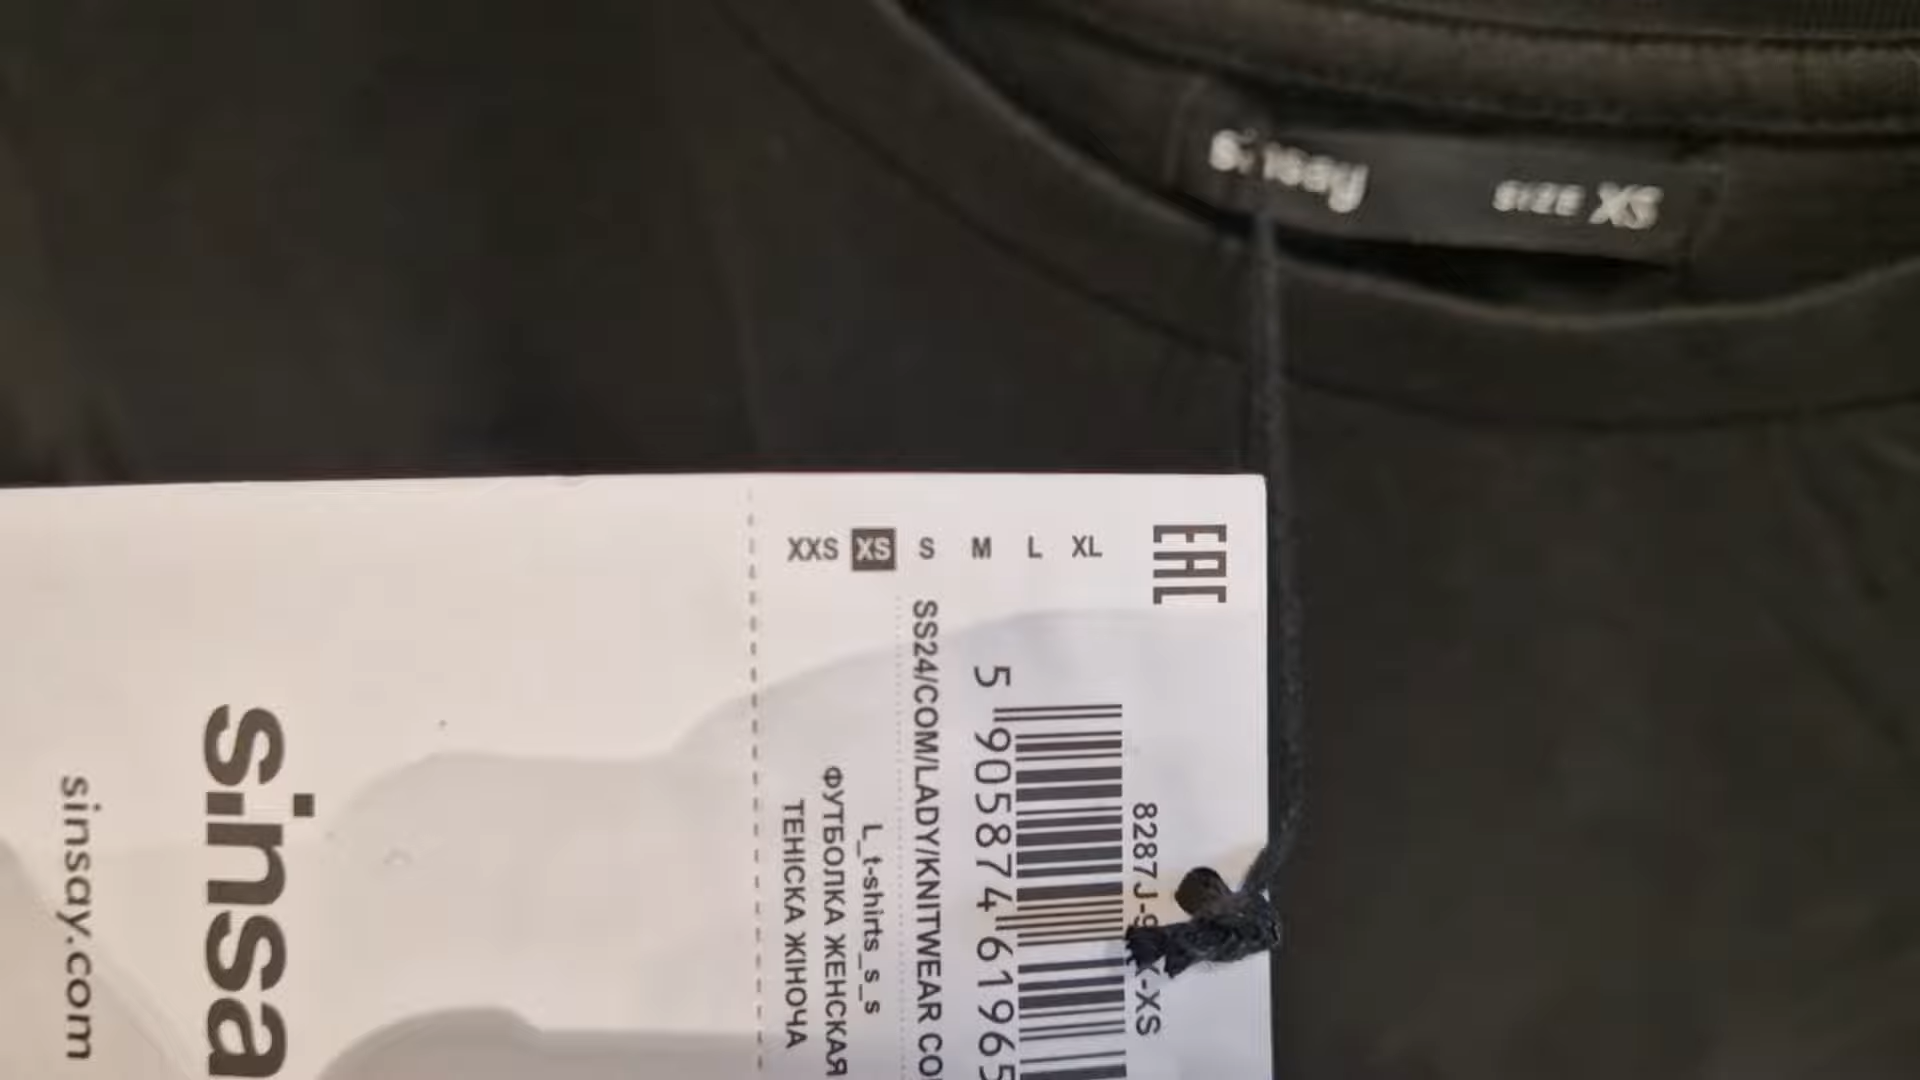 sinsay
SIZE XS
XXS XS S M L XL
EAC
SS24/COM/LADY/KNITWEAR
5 905874 61965
8287J-
X-XS
L_t-shirts_s_s
ФУТБОЛКА ЖЕНСКАЯ
ТЕНІСКА ЖІНОЧА
sinsa
sinsay.com